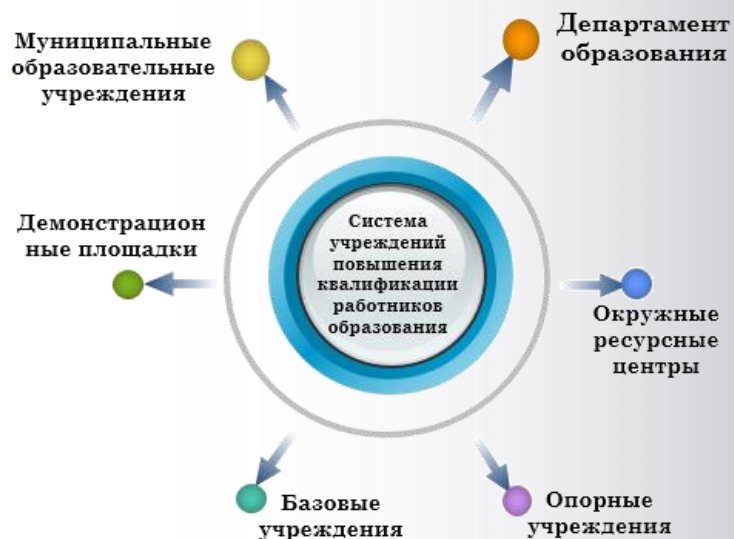 Муниципальные
образовательные
учреждения
Департамент
образования
Демонстрацион
ные площадки
Система
учреждений
повышения
квалификации
работников
образования
Окружные
ресурсные
центры
Базовые
учреждения
Опорные
учреждения